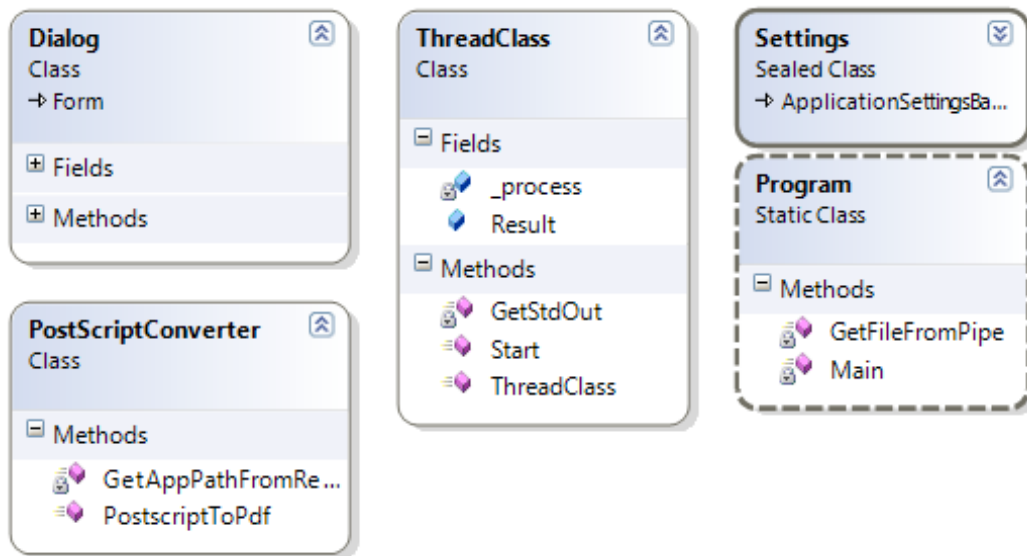 Dialog
Class
Form
Fields
Methods
PostScriptConverter
Class
Methods
GetAppPathFromRe...
PostscriptToPdf
ThreadClass
Class
Fields
_process
Result
Methods
GetStdOut
Start
ThreadClass
Settings
Sealed Class
ApplicationSettingsBa...
Program
Static Class
Methods
GetFileFromPipe
Main